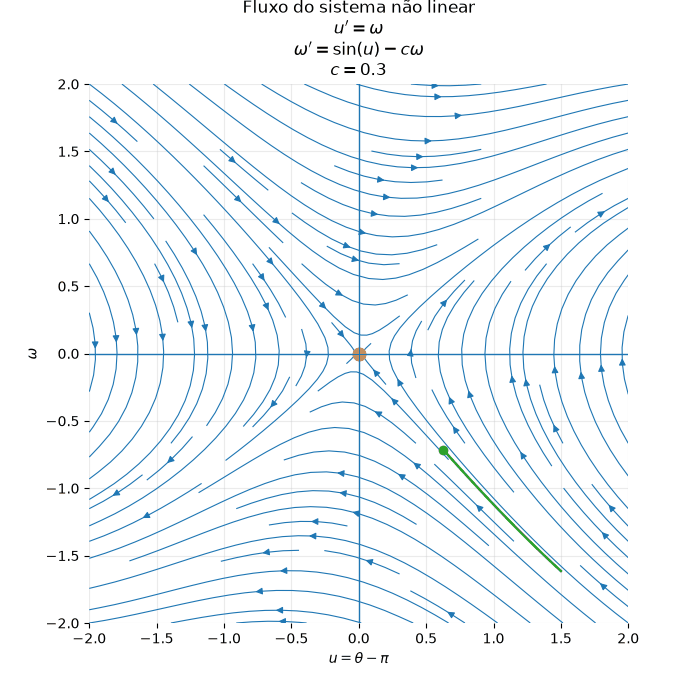 Fluxo do sistema não linear
u′ = ω
ω′ = sin(u) − cω
c = 0.3
2.0
1.5
1.0
0.5
0.0
−0.5
−1.0
−1.5
−2.0
ω
−2.0 −1.5 −1.0 −0.5 0.0 0.5 1.0 1.5 2.0
u = θ − π